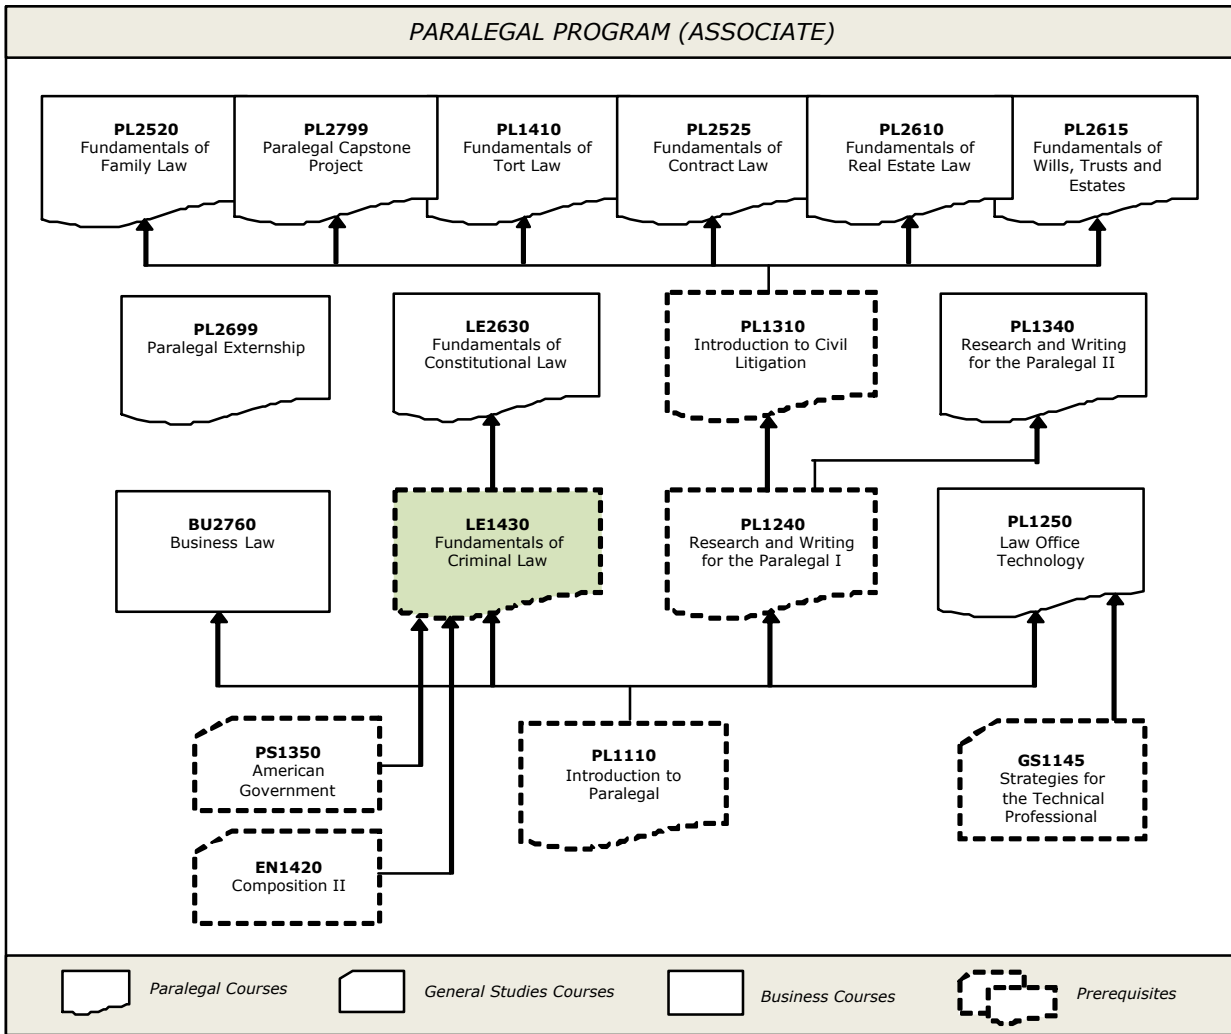 PARALEGAL PROGRAM (ASSOCIATE)
PL2520
Fundamentals of
Family Law
PL2799
Paralegal Capstone
Project
PL1410
Fundamentals of
Tort Law
PL2525
Fundamentals of
Contract Law
PL2610
Fundamentals of
Real Estate Law
PL2615
Fundamentals of
Wills, Trusts and
Estates
PL2699
Paralegal Externship
LE2630
Fundamentals of
Constitutional Law
PL1310
Introduction to Civil
Litigation
PL1340
Research and Writing
for the Paralegal II
BU2760
Business Law
LE1430
Fundamentals of
Criminal Law
PL1240
Research and Writing
for the Paralegal I
PL1250
Law Office
Technology
PS1350
American
Government
PL1110
Introduction to
Paralegal
GS1145
Strategies for
the Technical
Professional
EN1420
Composition II
Paralegal Courses
General Studies Courses
Business Courses
Prerequisites